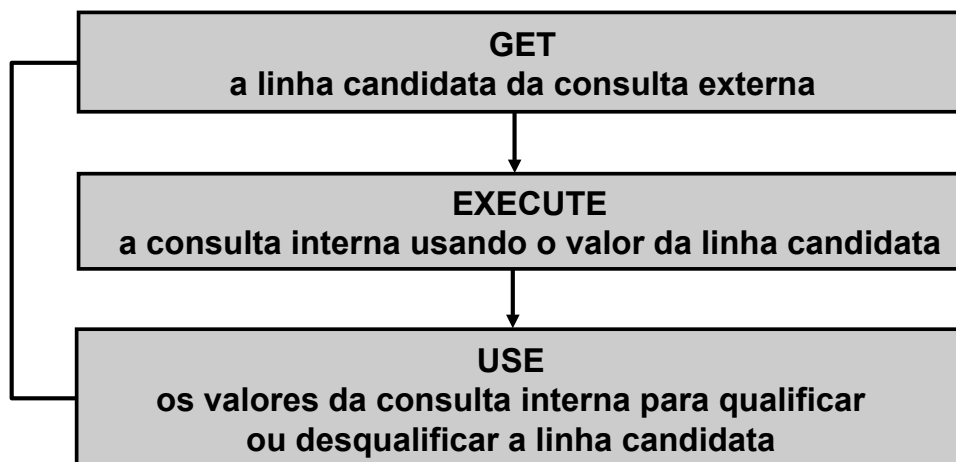 GET
a linha candidata da consulta externa
EXECUTE
a consulta interna usando o valor da linha candidata
USE
os valores da consulta interna para qualificar
ou desqualificar a linha candidata